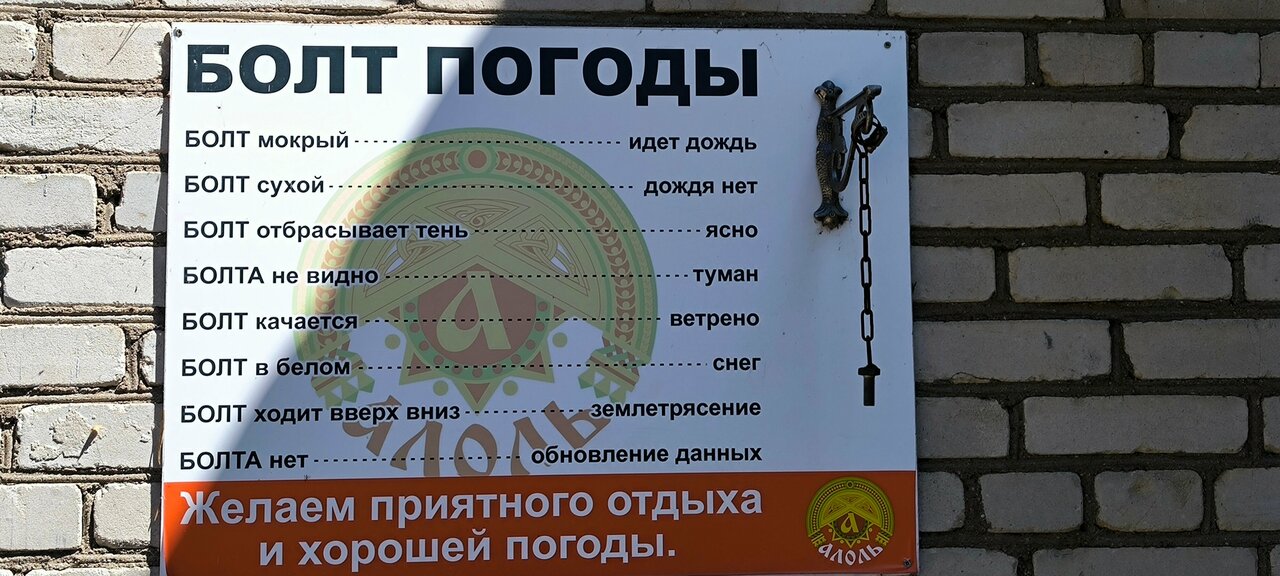 БОЛТ ПОГОДЫ
БОЛТ мокрый идет дождь
БОЛТ сухой дождя нет
БОЛТ отбрасывает тень ясно
БОЛТА не видно туман
БОЛТ качается ветрено
БОЛТ в белом снег
БОЛТ ходит вверх вниз землетрясение
БОЛТА нет обновление данных
алоль
Желаем приятного отдыха
и хорошей погоды.
алоль